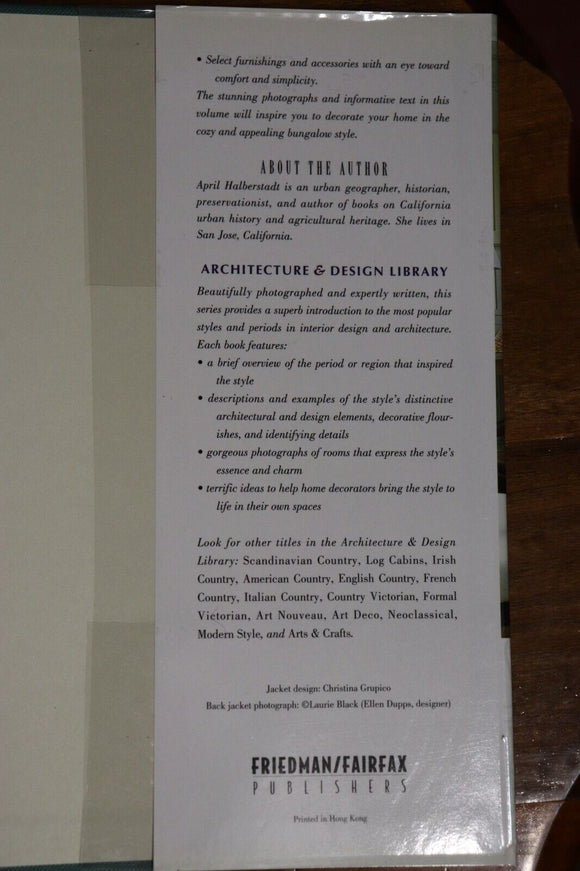 • Select furnishings and accessories with an eye toward
comfort and simplicity.
The stunning photographs and informative text in this
volume will inspire you to decorate your home in the
cozy and appealing bungalow style.
ABOUT THE AUTHOR
April Halberstadt is an urban geographer, historian,
preservationist, and author of books on California
urban history and agricultural heritage. She lives in
San Jose, California.
ARCHITECTURE & DESIGN LIBRARY
Beautifully photographed and expertly written, this
series provides a superb introduction to the most popular
styles and periods in interior design and architecture.
Each book features:
• a brief overview of the period or region that inspired
the style
• descriptions and examples of the style's distinctive
architectural and design elements, decorative flour-
ishes, and identifying details
• gorgeous photographs of rooms that express the style's
essence and charm
• terrific ideas to help home decorators bring the style to
life in their own spaces
Look for other titles in the Architecture & Design
Library: Scandinavian Country, Log Cabins, Irish
Country, American Country, English Country, French
Country, Italian Country, Country Victorian, Formal
Victorian, Art Nouveau, Art Deco, Neoclassical,
Modern Style, and Arts & Crafts.
Jacket design: Christina Grupico
Back jacket photograph: ©Laurie Black (Ellen Dupps, designer)
FRIEDMAN/FAIRFAX
PUBLISHERS
Printed in Hong Kong